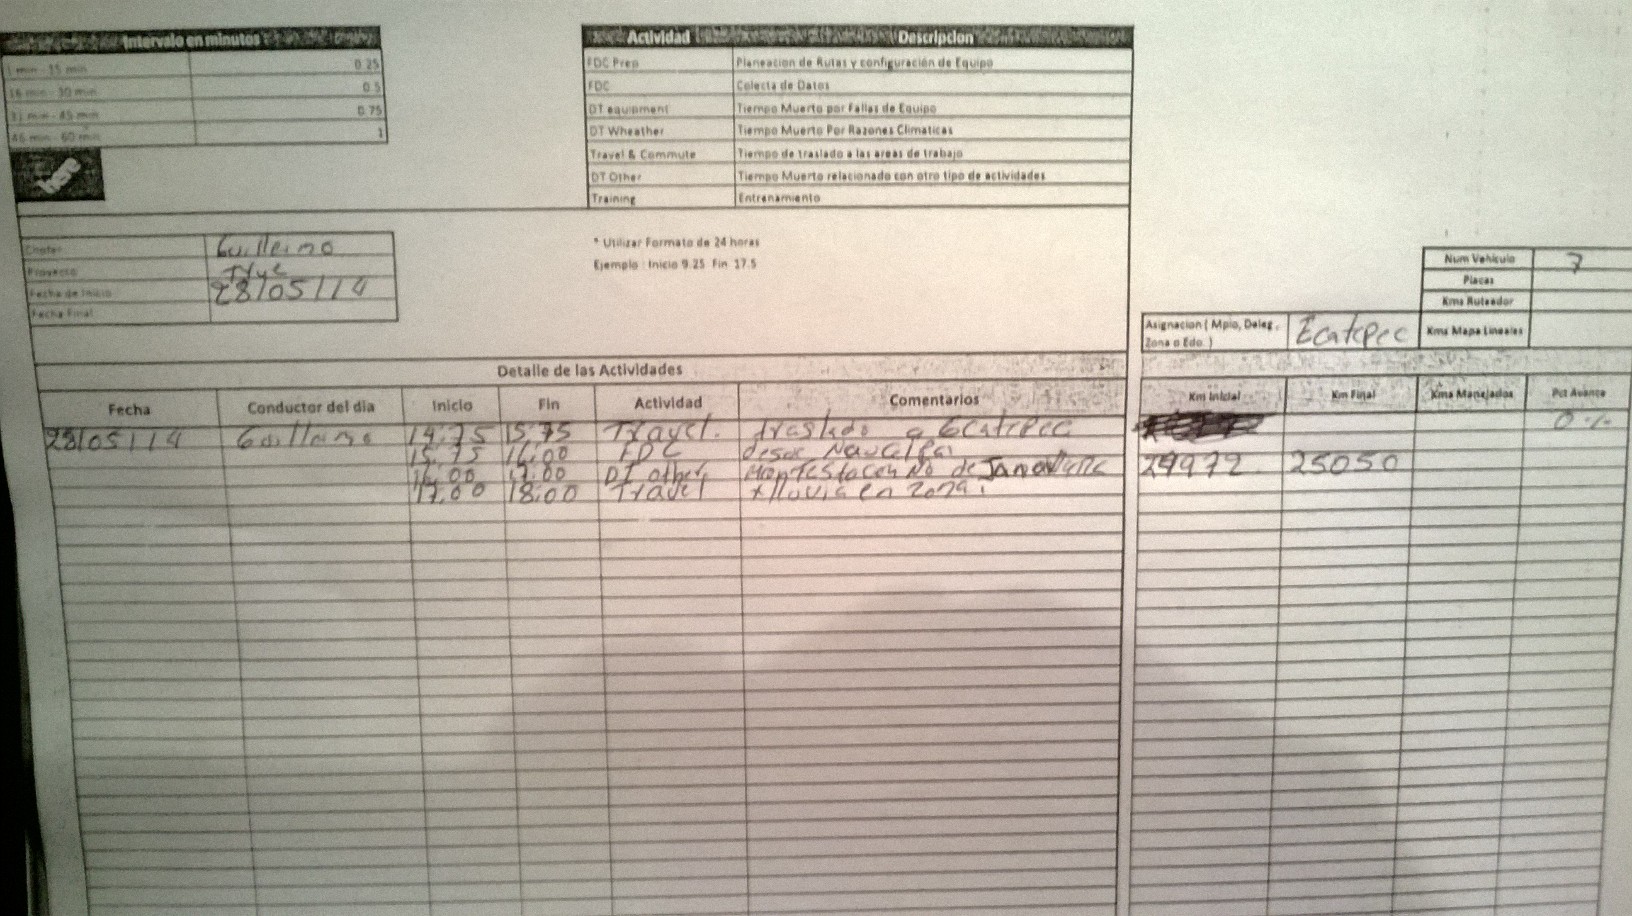 Intervalo en minutos
1 min - 15 min 0.25
16 min - 30 min 0.5
31 min - 45 min 0.75
46 min - 60 min 1
here
Actividad Descripcion
FDC Prep Planeacion de Rutas y configuración de Equipo
FDC Colecta de Datos
DT equipment Tiempo Muerto por Fallas de Equipo
DT Wheather Tiempo Muerto Por Razones Climaticas
Travel & Commute Tiempo de traslado a las areas de trabajo
DT Other Tiempo Muerto relacionado con otro tipo de actividades
Training Entrenamiento
Chofer Guillermo
Proyecto
Fecha de Inicio 28/05/14
Fecha Final
* Utilizar Formato de 24 horas
Ejemplo : Inicio 9.25 Fin 17.5
Num Vehiculo 7
Placas
Kms Ruteador
Kms Mapa Lineales
Asignacion ( Mpio, Deleg ,
Zona o Edo. )
Ecatepec
Detalle de las Actividades
Fecha Conductor del dia Inicio Fin Actividad Comentarios Km Inicial Km Final Kms Manejados Pct Avance
28/05/14 Guillermo 14.75 15.75 Travel. traslado a Ecatepec 0%
15.75 16:00 FDC desde
16:00 17:00 DT other, No de 25050
17:00 18:00 Travel x lluvia en zona.